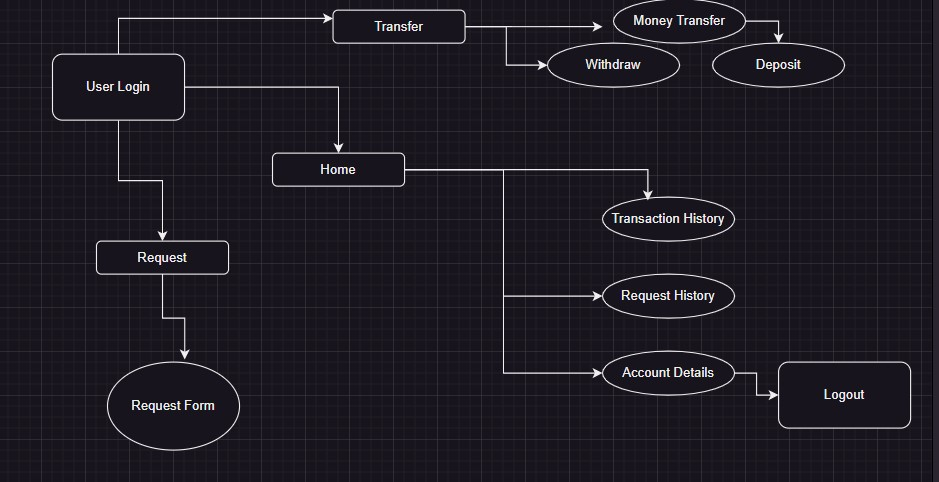 Transfer
Money Transfer
Withdraw
Deposit
User Login
Home
Transaction History
Request
Request History
Account Details
Logout
Request Form